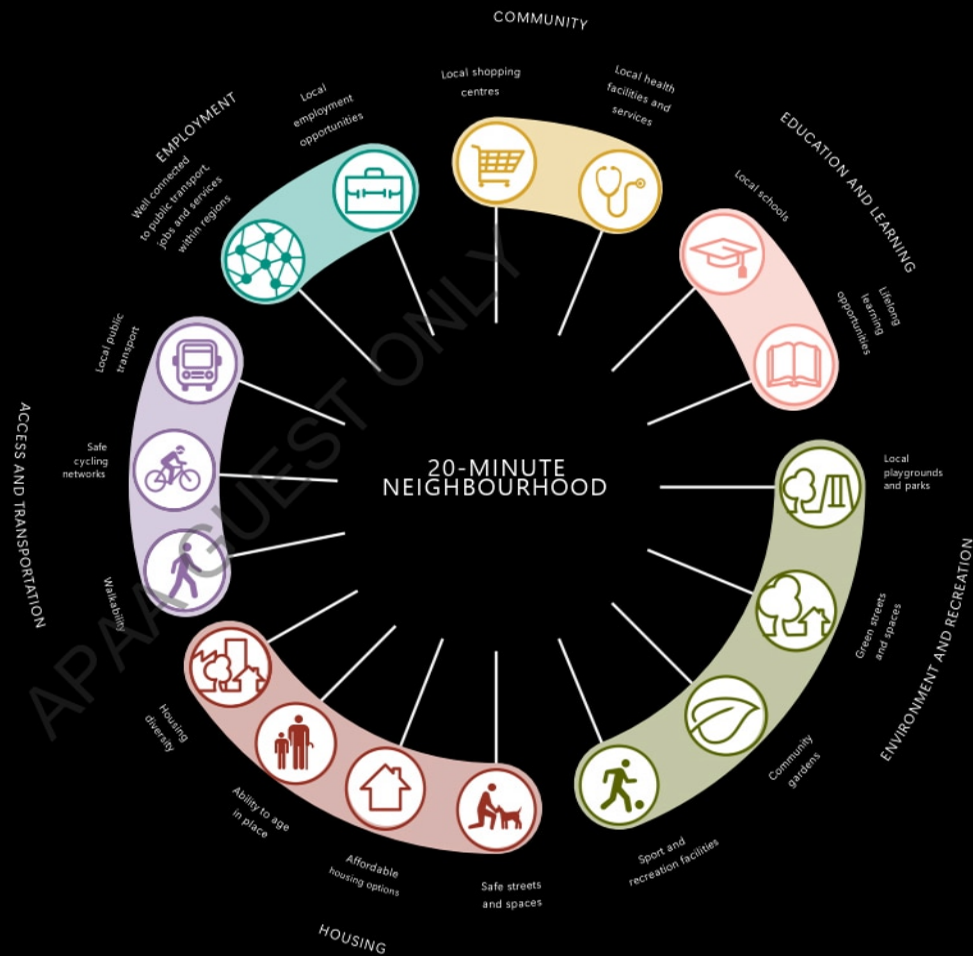 COMMUNITY
Local shopping
centres
Local health
facilities and
services
EDUCATION AND LEARNING
Local schools
Lifelong
learning
opportunities
ENVIRONMENT AND RECREATION
Local
playgrounds
and parks
Green streets
and spaces
Community
gardens
Sport and
recreation facilities
HOUSING
Safe streets
and spaces
Affordable
housing options
Ability to age
in place
Housing
diversity
ACCESS AND TRANSPORTATION
Walkability
Safe
cycling
networks
Local public
transport
EMPLOYMENT
Well connected
to public transport,
jobs and services
within regions
Local
employment
opportunities
20-MINUTE
NEIGHBOURHOOD
APAA GUEST ONLY